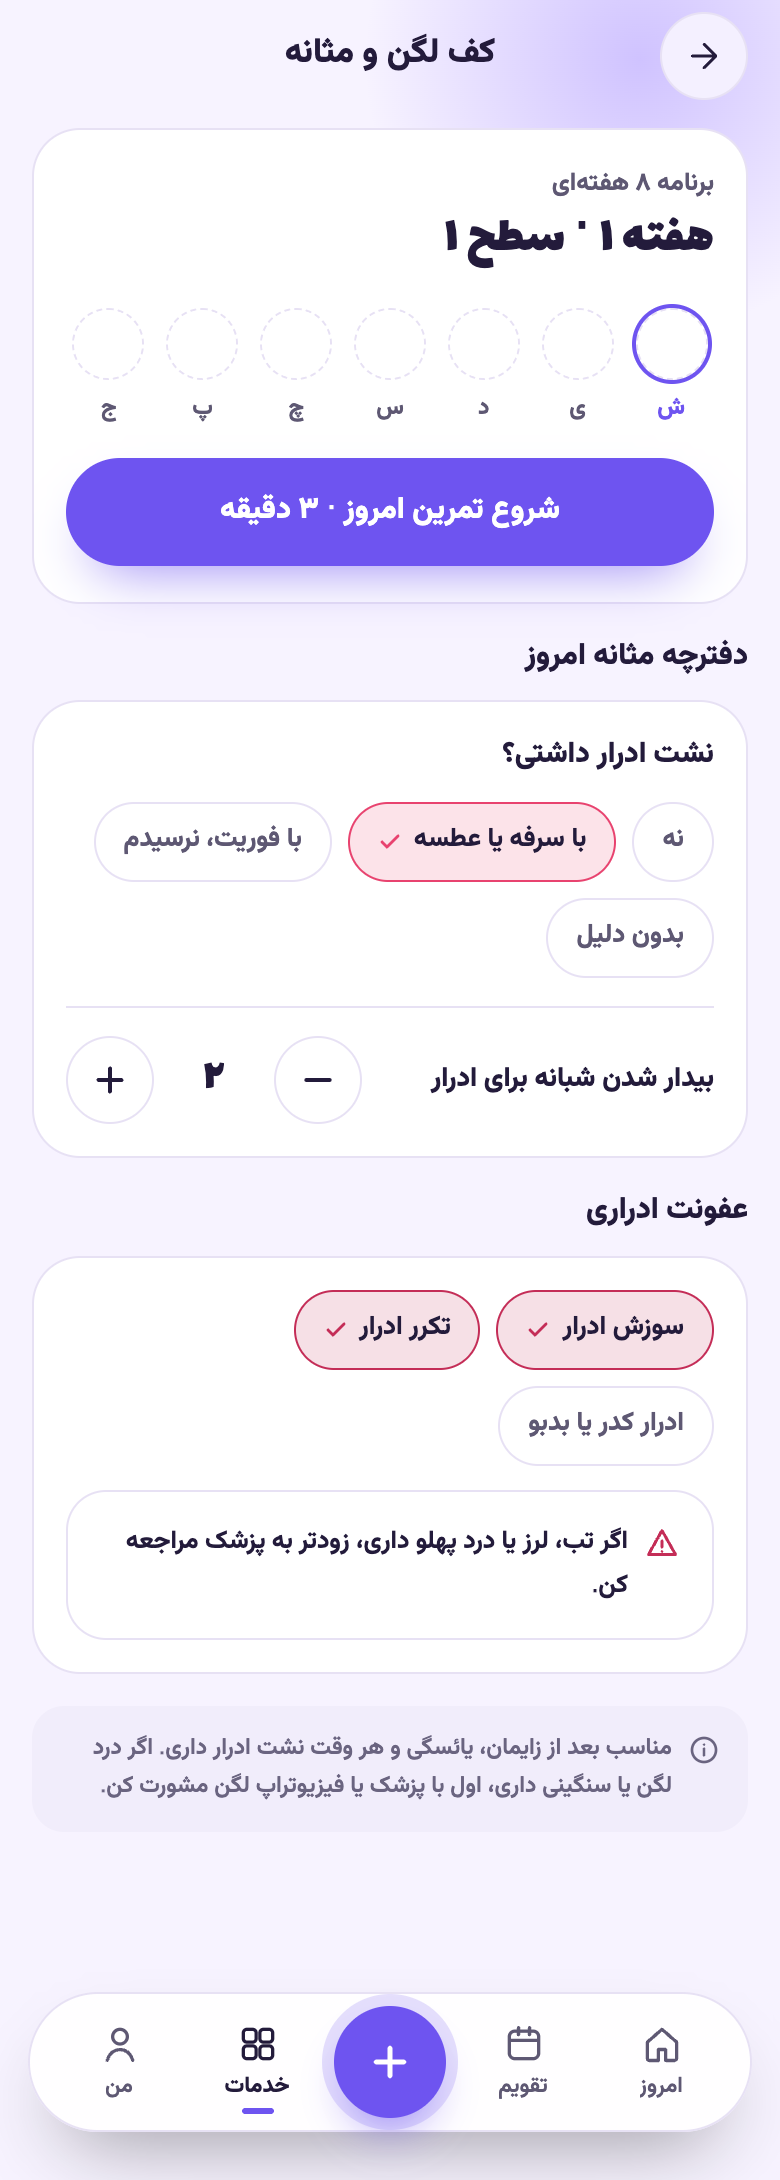 کف لگن و مثانه
برنامه ۸ هفته‌ای
هفته ۱ · سطح ۱
ش ی د س چ پ ج
شروع تمرین امروز · ۳ دقیقه
دفترچه مثانه امروز
نشت ادرار داشتی؟
نه با سرفه یا عطسه با فوریت، نرسیدم
بدون دلیل
بیدار شدن شبانه برای ادرار ۲
عفونت ادراری
سوزش ادرار تکرر ادرار
ادرار کدر یا بدبو
اگر تب، لرز یا درد پهلو داری، زودتر به پزشک مراجعه
کن.
مناسب بعد از زایمان، یائسگی و هر وقت نشت ادرار داری. اگر درد
لگن یا سنگینی داری، اول با پزشک یا فیزیوتراپ لگن مشورت کن.
امروز تقویم خدمات من